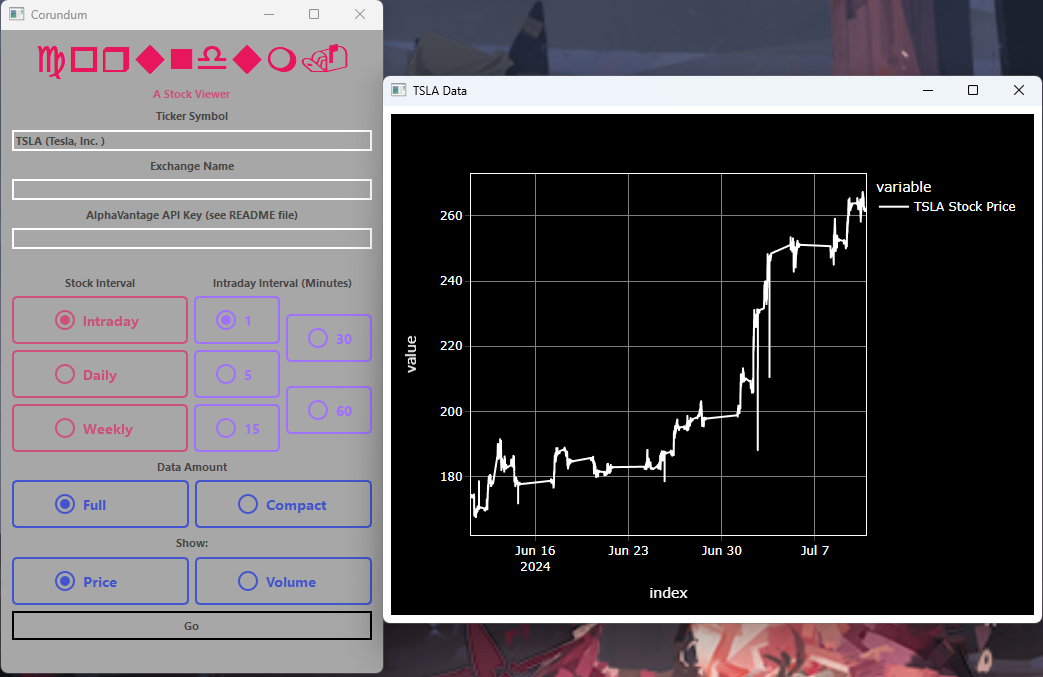 Corundum
♍□❒◆■♎◆❍
A Stock Viewer
Ticker Symbol
TSLA (Tesla, Inc. )
Exchange Name
AlphaVantage API Key (see README file)
Stock Interval
Intraday Interval (Minutes)
Intraday
Daily
Weekly
1
5
15
30
60
Data Amount
Full
Compact
Show:
Price
Volume
Go
TSLA Data
260
240
220
200
180
value
Jun 16
2024
Jun 23
Jun 30
Jul 7
index
variable
TSLA Stock Price